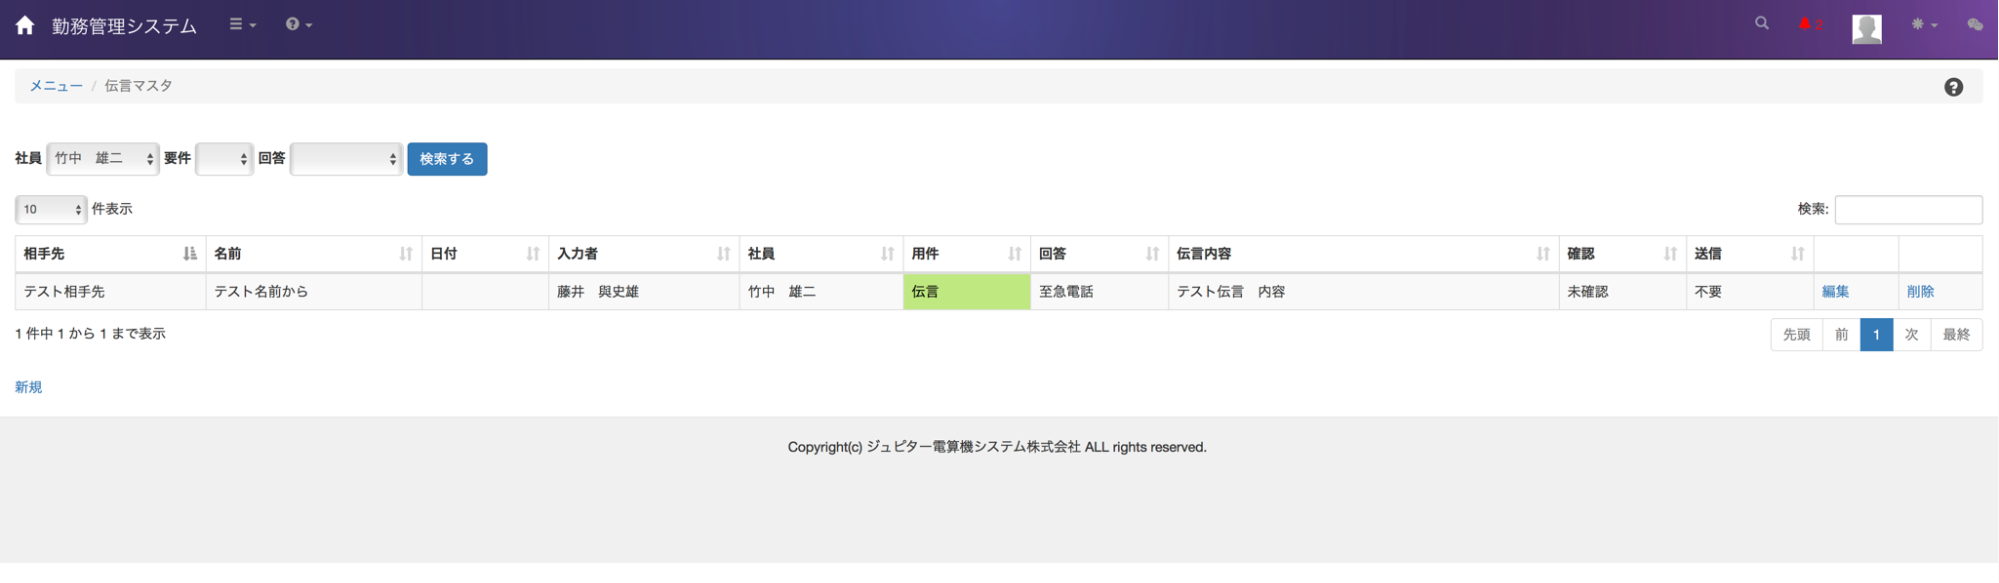 勤務管理システム
2
メニュー / 伝言マスタ
社員 竹中　雄二 要件 回答 検索する
10 件表示 検索:
相手先 名前 日付 入力者 社員 用件 回答 伝言内容 確認 送信
テスト相手先 テスト名前から 藤井　與史雄 竹中　雄二 伝言 至急電話 テスト伝言　内容 未確認 不要 編集 削除
1 件中 1 から 1 まで表示 先頭 前 1 次 最終
新規
Copyright(c) ジュピター電算機システム株式会社 ALL rights reserved.